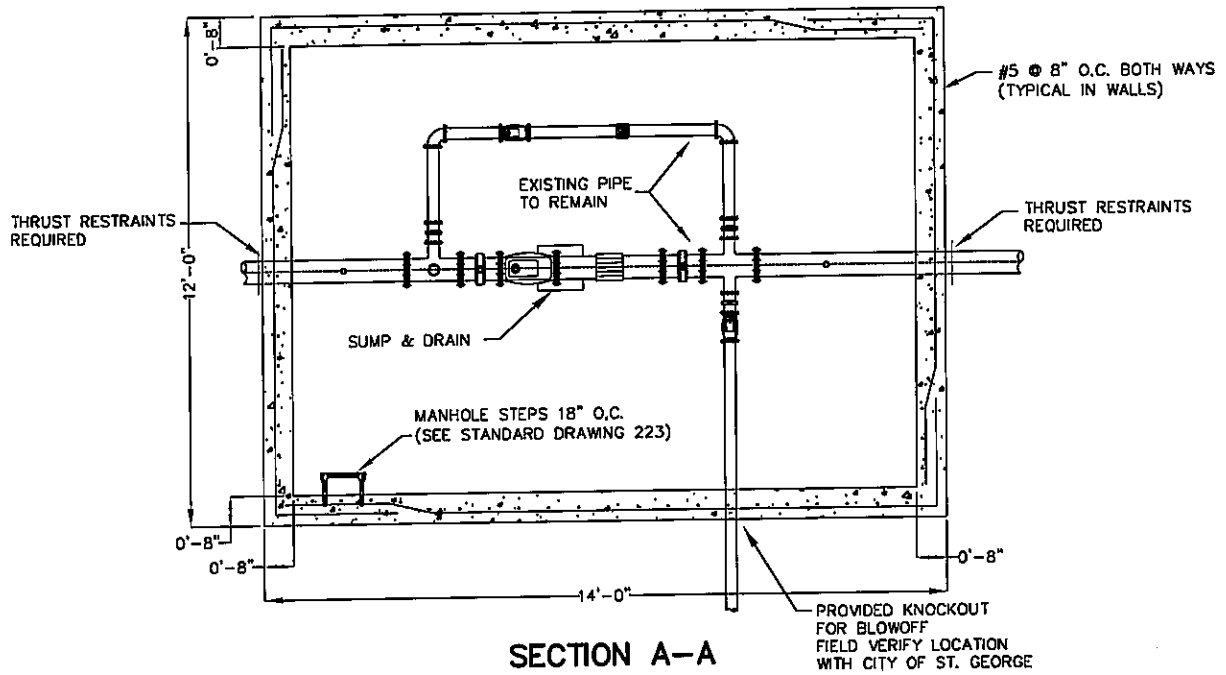 0'-8"
#5 @ 8" O.C. BOTH WAYS
(TYPICAL IN WALLS)
EXISTING PIPE
TO REMAIN
THRUST RESTRAINTS
REQUIRED
THRUST RESTRAINTS
REQUIRED
12'-0"
SUMP & DRAIN
MANHOLE STEPS 18" O.C.
(SEE STANDARD DRAWING 223)
0'-8"
0'-8"
0'-8"
14'-0"
PROVIDED KNOCKOUT
FOR BLOWOFF
FIELD VERIFY LOCATION
WITH CITY OF ST. GEORGE
SECTION A-A